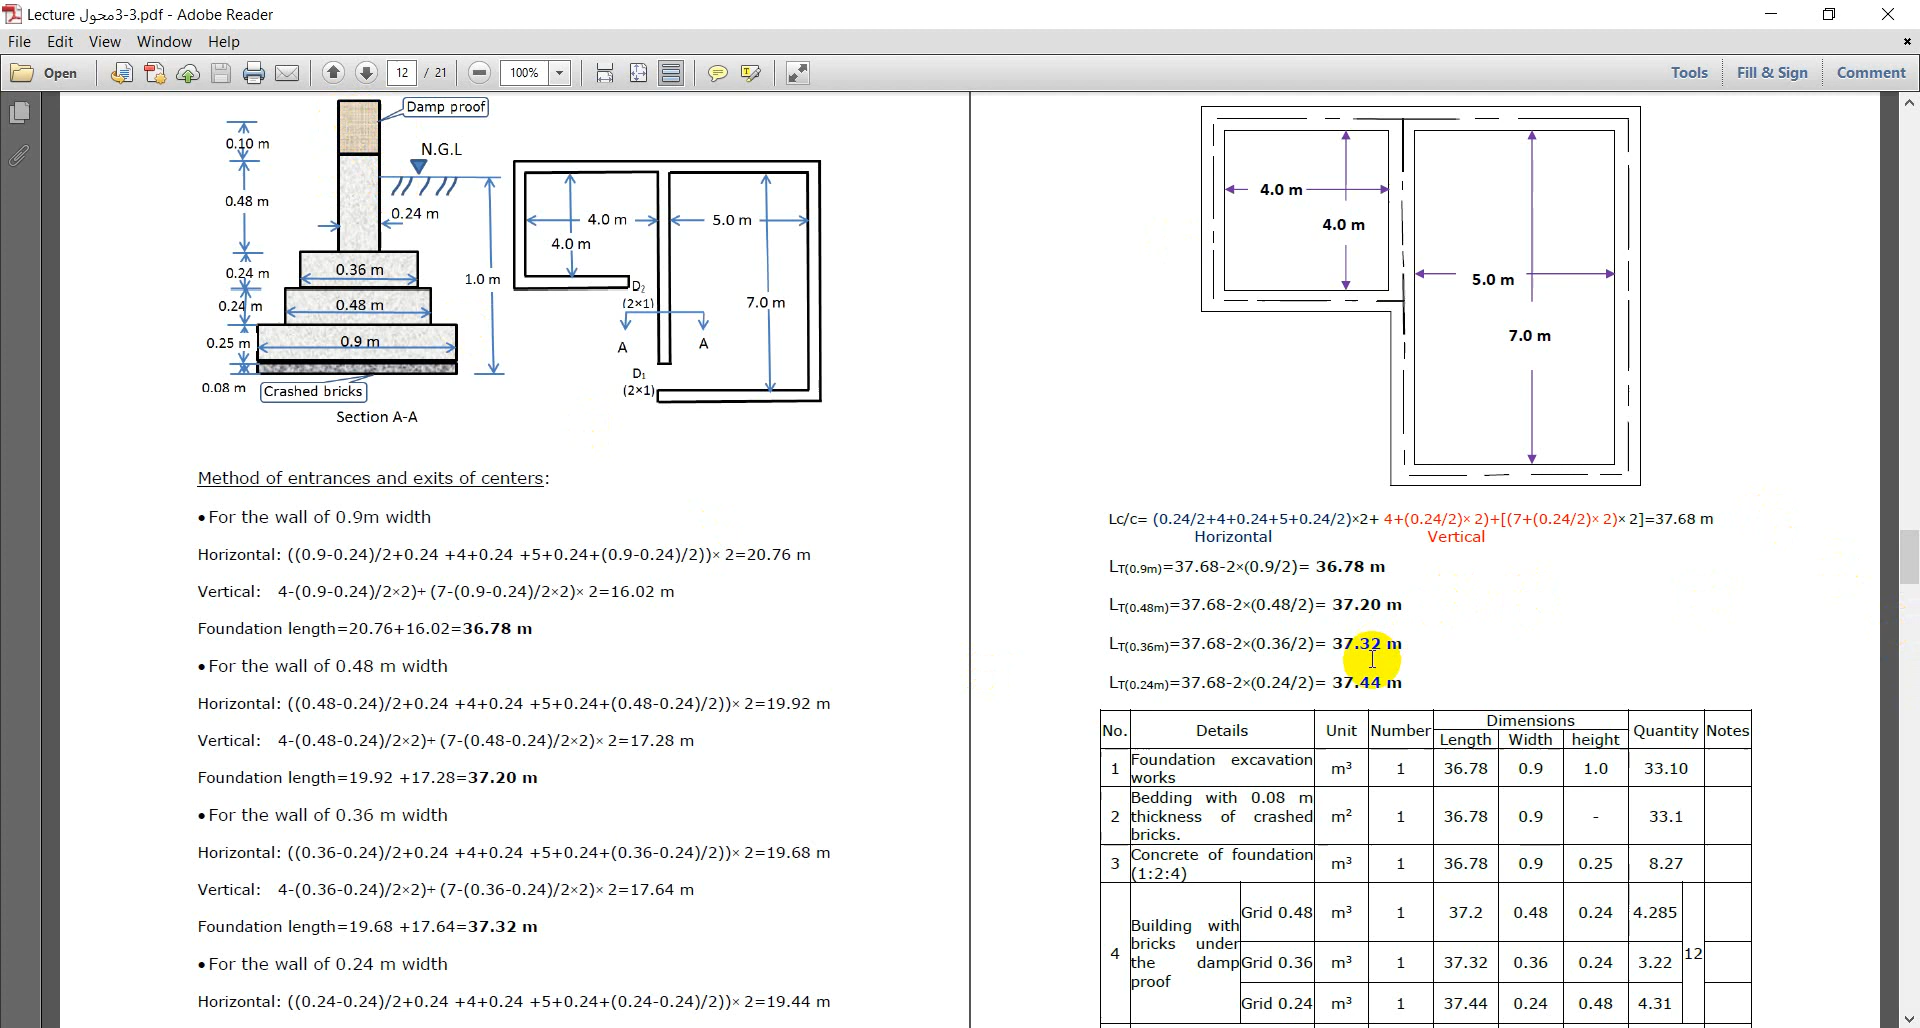 Lecture محول3-3.pdf - Adobe Reader
File Edit View Window Help
Open 12 / 21 100% Tools Fill & Sign Comment
Damp proof
0.10 m
N.G.L
0.48 m
0.24 m
0.24 m
0.36 m
0.24 m
0.48 m
1.0 m
0.25 m
0.9 m
0.08 m
Crashed bricks
Section A-A
4.0 m
5.0 m
4.0 m
D₂
(2×1)
7.0 m
A
A
D₁
(2×1)
Method of entrances and exits of centers:
• For the wall of 0.9m width
Horizontal: ((0.9-0.24)/2+0.24 +4+0.24 +5+0.24+(0.9-0.24)/2))× 2=20.76 m
Vertical: 4-(0.9-0.24)/2×2)+ (7-(0.9-0.24)/2×2)× 2=16.02 m
Foundation length=20.76+16.02=36.78 m
• For the wall of 0.48 m width
Horizontal: ((0.48-0.24)/2+0.24 +4+0.24 +5+0.24+(0.48-0.24)/2))× 2=19.92 m
Vertical: 4-(0.48-0.24)/2×2)+ (7-(0.48-0.24)/2×2)× 2=17.28 m
Foundation length=19.92 +17.28=37.20 m
• For the wall of 0.36 m width
Horizontal: ((0.36-0.24)/2+0.24 +4+0.24 +5+0.24+(0.36-0.24)/2))× 2=19.68 m
Vertical: 4-(0.36-0.24)/2×2)+ (7-(0.36-0.24)/2×2)× 2=17.64 m
Foundation length=19.68 +17.64=37.32 m
• For the wall of 0.24 m width
Horizontal: ((0.24-0.24)/2+0.24 +4+0.24 +5+0.24+(0.24-0.24)/2))× 2=19.44 m
4.0 m
4.0 m
5.0 m
7.0 m
Lc/c= (0.24/2+4+0.24+5+0.24/2)×2+ 4+(0.24/2)× 2)+[(7+(0.24/2)× 2)× 2]=37.68 m
Horizontal Vertical
LT(0.9m)=37.68-2×(0.9/2)= 36.78 m
LT(0.48m)=37.68-2×(0.48/2)= 37.20 m
LT(0.36m)=37.68-2×(0.36/2)= 37.32 m
LT(0.24m)=37.68-2×(0.24/2)= 37.44 m
No. Details Unit Number Dimensions Quantity Notes
Length Width height
1 Foundation excavation works m³ 1 36.78 0.9 1.0 33.10
2 Bedding with 0.08 m thickness of crashed bricks. m² 1 36.78 0.9 - 33.1
3 Concrete of foundation (1:2:4) m³ 1 36.78 0.9 0.25 8.27
4 Building with bricks under the damp proof Grid 0.48 m³ 1 37.2 0.48 0.24 4.285 12
Grid 0.36 m³ 1 37.32 0.36 0.24 3.22
Grid 0.24 m³ 1 37.44 0.24 0.48 4.31